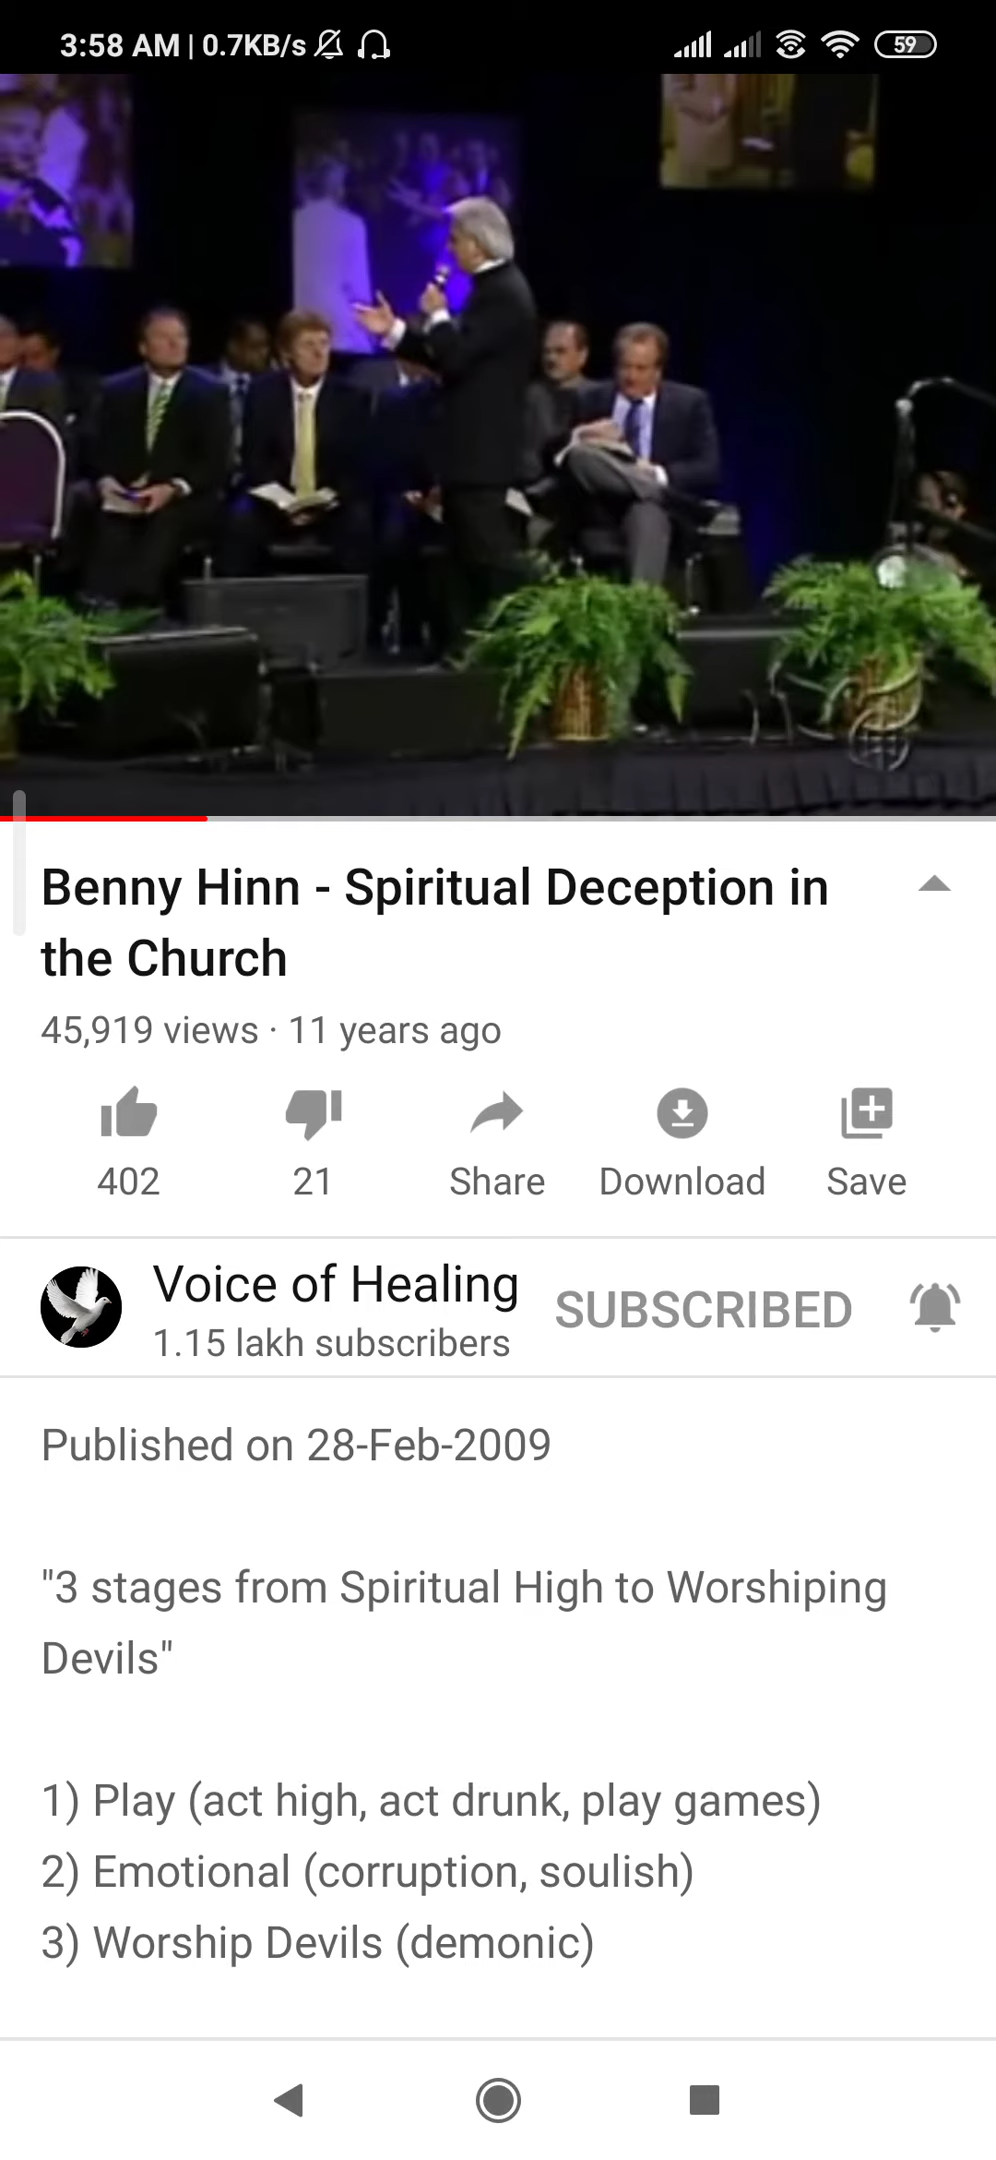 3:58 AM | 0.7KB/s
59
Benny Hinn - Spiritual Deception in
the Church
45,919 views · 11 years ago
402
21
Share
Download
Save
Voice of Healing
1.15 lakh subscribers
SUBSCRIBED
Published on 28-Feb-2009
"3 stages from Spiritual High to Worshiping
Devils"
1) Play (act high, act drunk, play games)
2) Emotional (corruption, soulish)
3) Worship Devils (demonic)